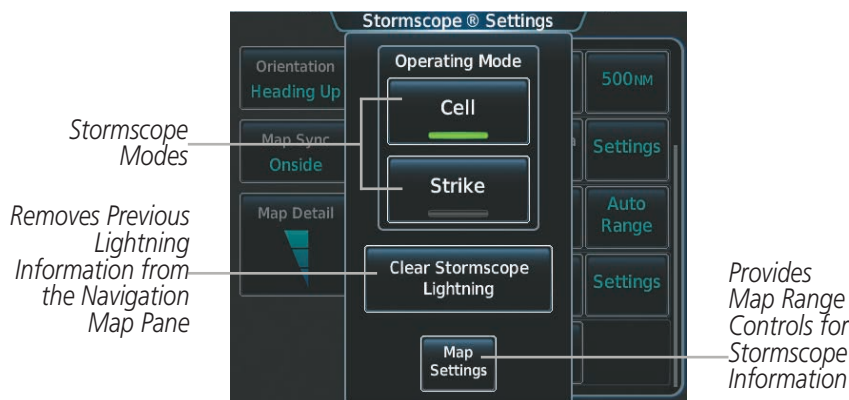 Stormscope ® Settings
Orientation
Heading Up
Map Sync
Onside
Map Detail
Operating Mode
Cell
Strike
Clear Stormscope
Lightning
Map
Settings
500NM
Settings
Auto
Range
Settings
Stormscope
Modes
Removes Previous
Lightning
Information from
the Navigation
Map Pane
Provides
Map Range
Controls for
Stormscope
Information